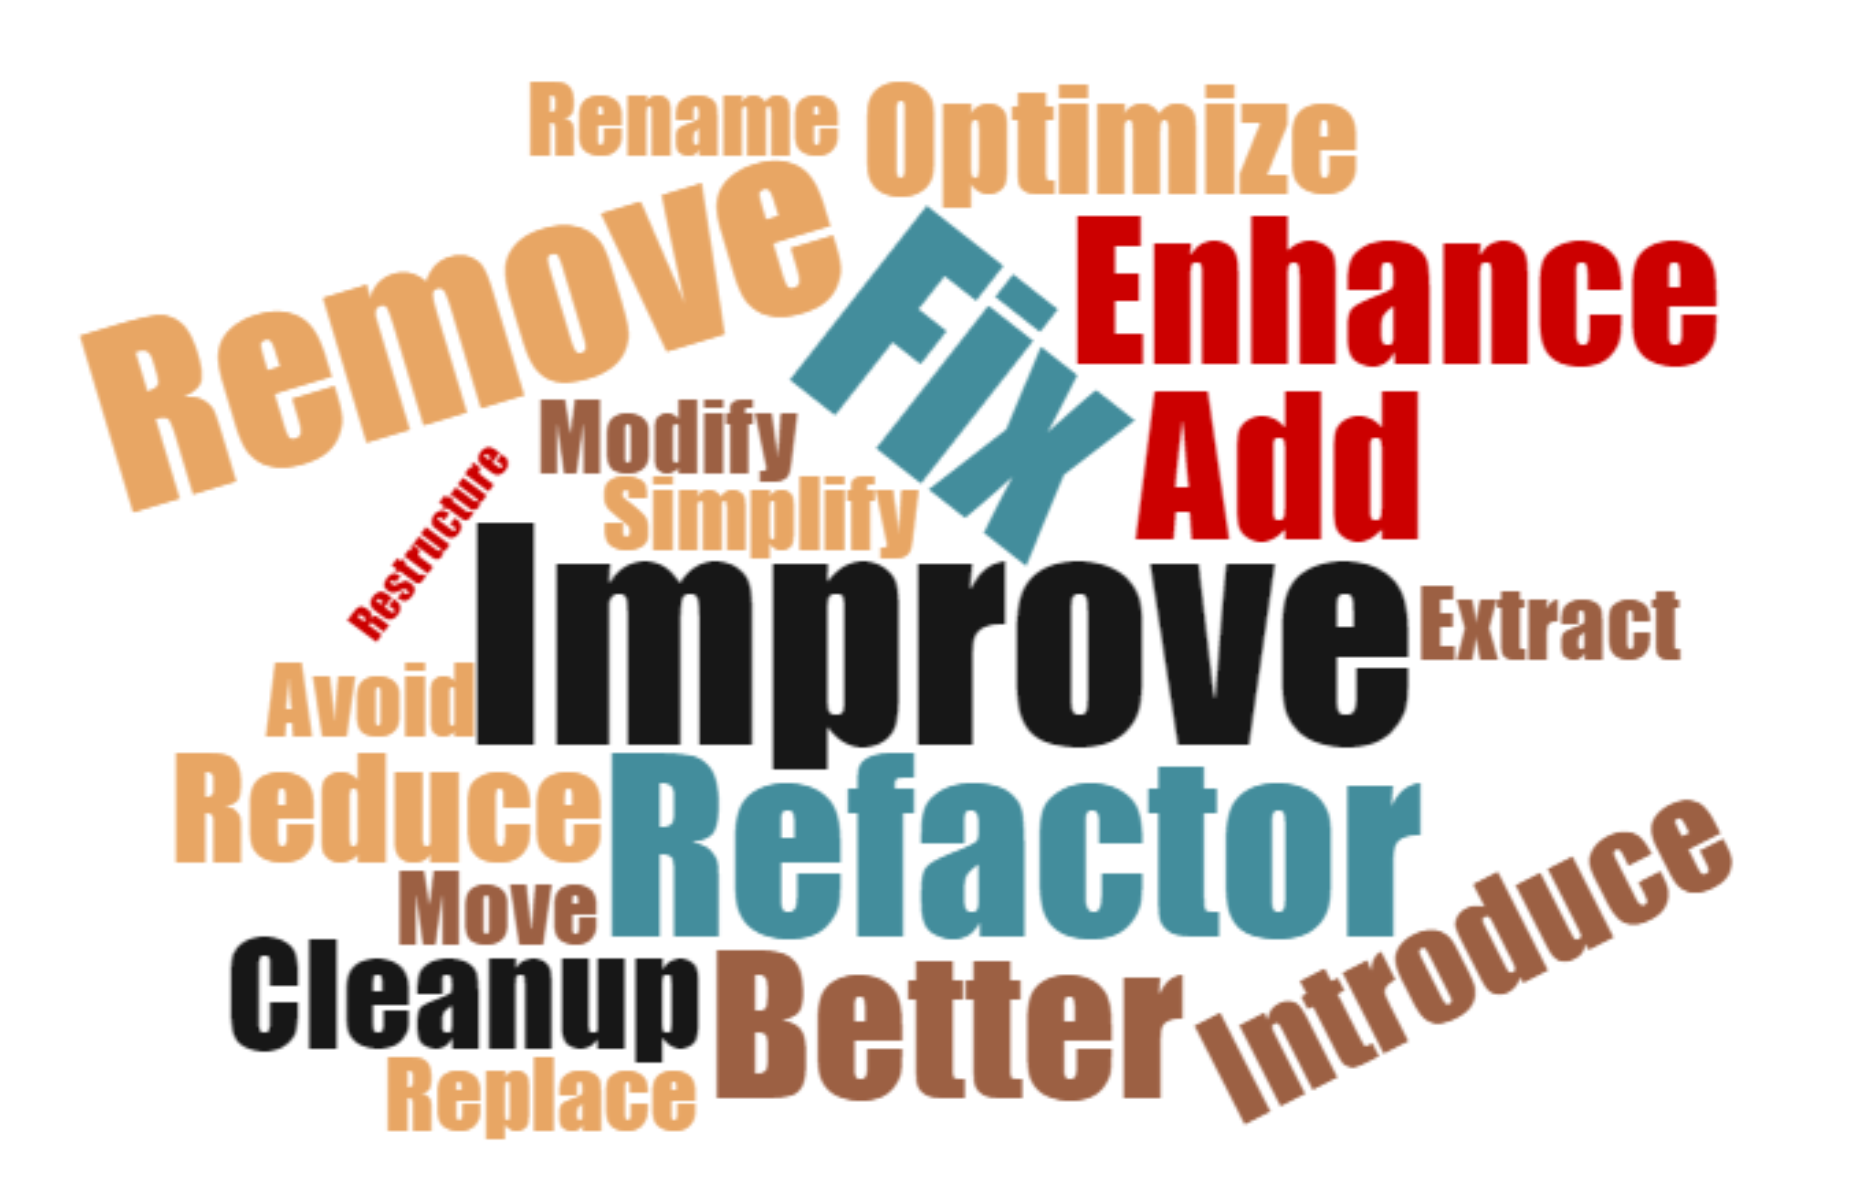 Rename
Optimize
Remove
Fix
Enhance
Add
Modify
Simplify
Restructure
Improve
Extract
Avoid
Reduce
Refactor
Introduce
Move
Cleanup
Better
Replace